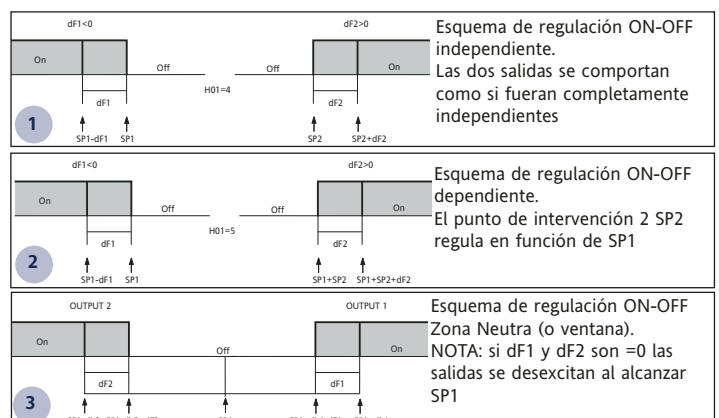 dF1<0
dF2>0
On
Off
Off
On
H01=4
dF1
dF2
1
SP1-dF1
SP1
SP2
SP2+dF2
Esquema de regulación ON-OFF
independiente.
Las dos salidas se comportan
como si fueran completamente
independientes
dF1<0
dF2>0
On
Off
Off
On
H01=5
dF1
dF2
2
SP1-dF1
SP1
SP1+SP2
SP1+SP2+dF2
Esquema de regulación ON-OFF
dependiente.
El punto de intervención 2 SP2
regula en función de SP1
OUTPUT 2
OUTPUT 1
On
Off
On
dF2
dF1
3
Esquema de regulación ON-OFF
Zona Neutra (o ventana).
NOTA: si dF1 y dF2 son =0 las
salidas se desexcitan al alcanzar
SP1